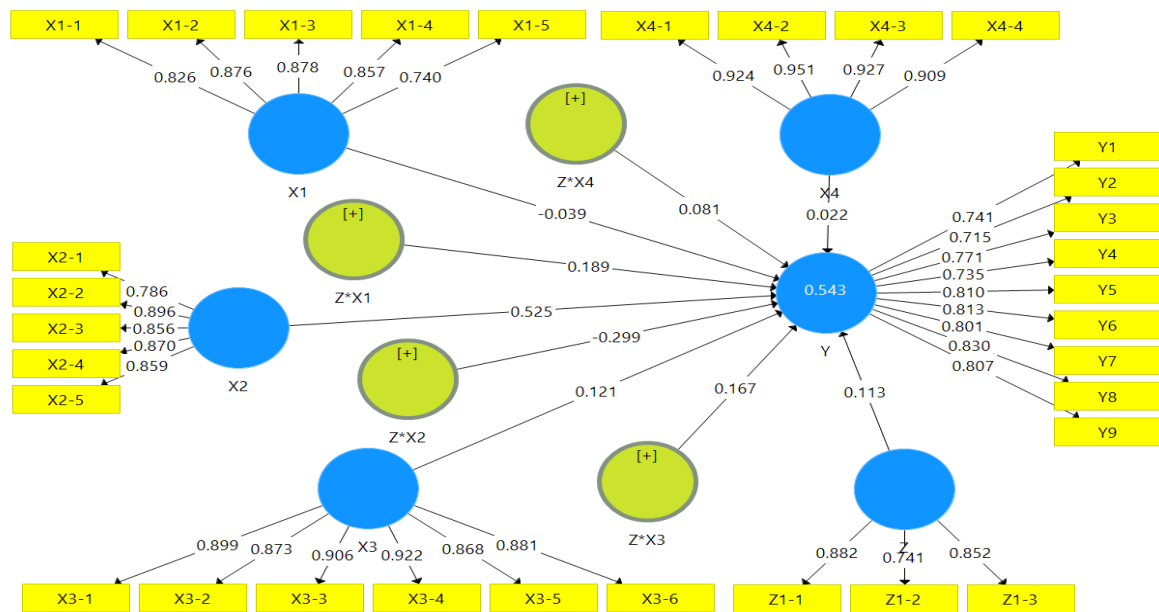 X1-1 X1-2 X1-3 X1-4 X1-5 X4-1 X4-2 X4-3 X4-4
0.826 0.876 0.878 0.857 0.740 0.924 0.951 0.927 0.909
[+]
X1 Z*X4 X4
-0.039 0.081 0.022
Y1
Y2
Y3
Y4
Y5
Y6
Y7
Y8
Y9
0.741
0.715
0.771
0.735
0.810
0.813
0.801
0.830
0.807
[+]
Z*X1
0.189
X2-1
X2-2
X2-3
X2-4
X2-5
0.786
0.896
0.856
0.870
0.859
X2
0.525
0.543
Y
[+]
Z*X2
-0.299
0.121
0.167
0.113
[+]
X3 Z*X3 Z
0.899 0.873 0.906 0.922 0.868 0.881 0.882 0.741 0.852
X3-1 X3-2 X3-3 X3-4 X3-5 X3-6 Z1-1 Z1-2 Z1-3